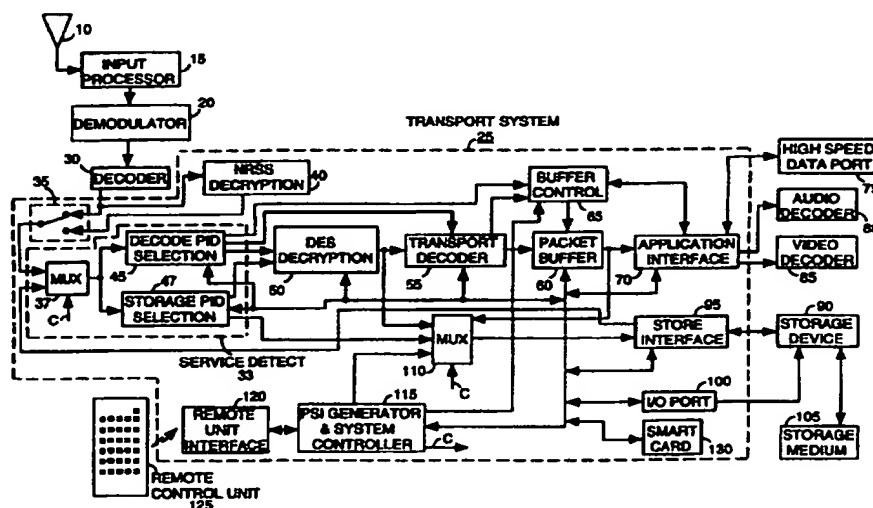 10
INPUT
PROCESSOR
15
DEMODULATOR
20
TRANSPORT SYSTEM
25
DECODER
30
35
NRSS
DECRYPTION
40
BUFFER
CONTROL
65
HIGH SPEED
DATA PORT
75
AUDIO
DECODER
VIDEO
DECODER
85
DECODE PID
SELECTION
45
DES
DECRYPTION
50
TRANSPORT
DECODER
55
PACKET
BUFFER
60
APPLICATION
INTERFACE
70
MUX
37
C
47
STORAGE PID
SELECTION
SERVICE DETECT
33
MUX
110
C
95
STORE
INTERFACE
90
STORAGE
DEVICE
100
I/O PORT
105
STORAGE
MEDIUM
SMART
CARD
130
120
REMOTE
UNIT
INTERFACE
115
PSI GENERATOR
& SYSTEM
CONTROLLER
C
REMOTE
CONTROL UNIT
125